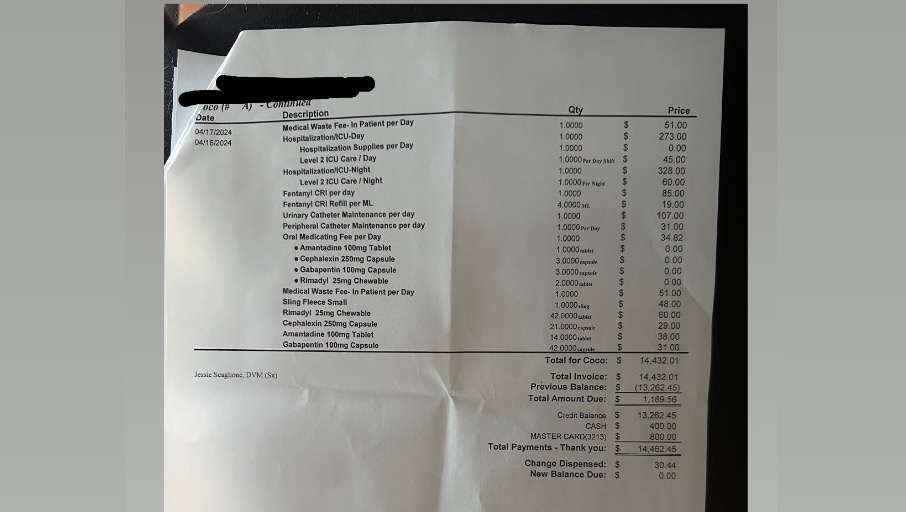 oco (# A) - Continued
Date Description Qty Price
04/17/2024 Medical Waste Fee- In Patient per Day 1.0000 $ 51.00
04/18/2024 Hospitalization/ICU-Day 1.0000 $ 273.00
Hospitalization Supplies per Day 1.0000 $ 0.00
Level 2 ICU Care / Day 1.0000 Per Day Shift $ 45.00
Hospitalization/ICU-Night 1.0000 $ 328.00
Level 2 ICU Care / Night 1.0000 Per Night $ 60.00
Fentanyl CRI per day 1.0000 $ 85.00
Fentanyl CRI Refill per ML 4.0000 ML $ 19.00
Urinary Catheter Maintenance per day 1.0000 $ 107.00
Peripheral Catheter Maintenance per day 1.0000 Per Day $ 31.00
Oral Medicating Fee per Day 1.0000 $ 34.82
• Amantadine 100mg Tablet 1.0000 tablet $ 0.00
• Cephalexin 250mg Capsule 3.0000 capsule $ 0.00
• Gabapentin 100mg Capsule 3.0000 capsule $ 0.00
• Rimadyl 25mg Chewable 2.0000 tablet $ 0.00
Medical Waste Fee- In Patient per Day 1.0000 $ 51.00
Sling Fleece Small 1.0000 sling $ 48.00
Rimadyl 25mg Chewable 42.0000 tablet $ 60.00
Cephalexin 250mg Capsule 21.0000 capsule $ 29.00
Amantadine 100mg Tablet 14.0000 tablet $ 38.00
Gabapentin 100mg Capsule 42.0000 capsule $ 31.00
Total for Coco: $ 14,432.01
Jessie Scaglione, DVM (Sx)
Total Invoice: $ 14,432.01
Previous Balance: $ (13,262.45)
Total Amount Due: $ 1,169.56
Credit Balance $ 13,262.45
CASH $ 400.00
MASTER CARD(3213) $ 800.00
Total Payments - Thank you: $ 14,462.45
Change Dispensed: $ 30.44
New Balance Due: $ 0.00